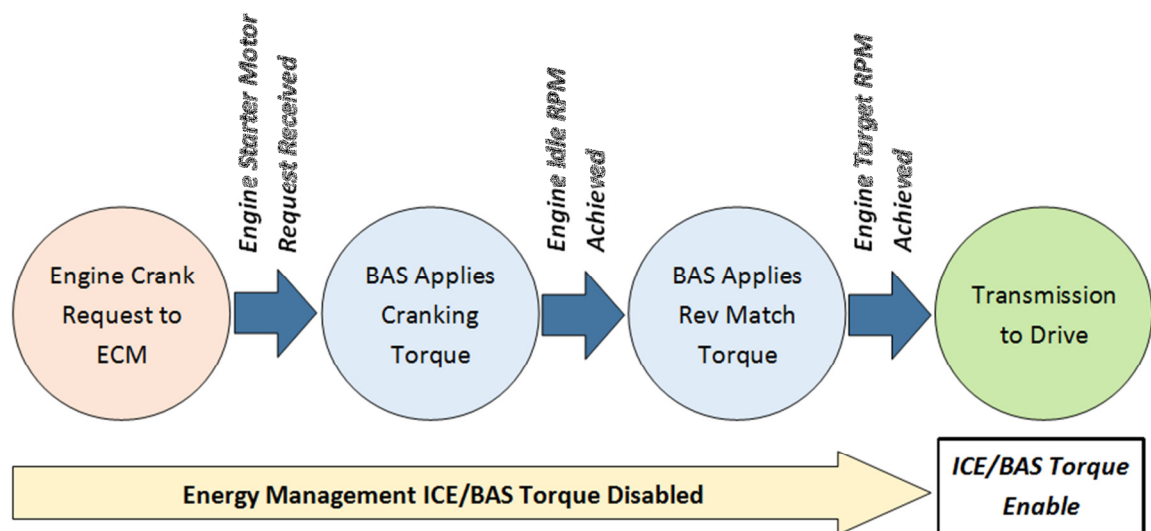 Engine Starter Motor
Request Received
Engine Idle RPM
Achieved
Engine Target RPM
Achieved
Engine Crank
Request to
ECM
BAS Applies
Cranking
Torque
BAS Applies
Rev Match
Torque
Transmission
to Drive
Energy Management ICE/BAS Torque Disabled
ICE/BAS Torque
Enable